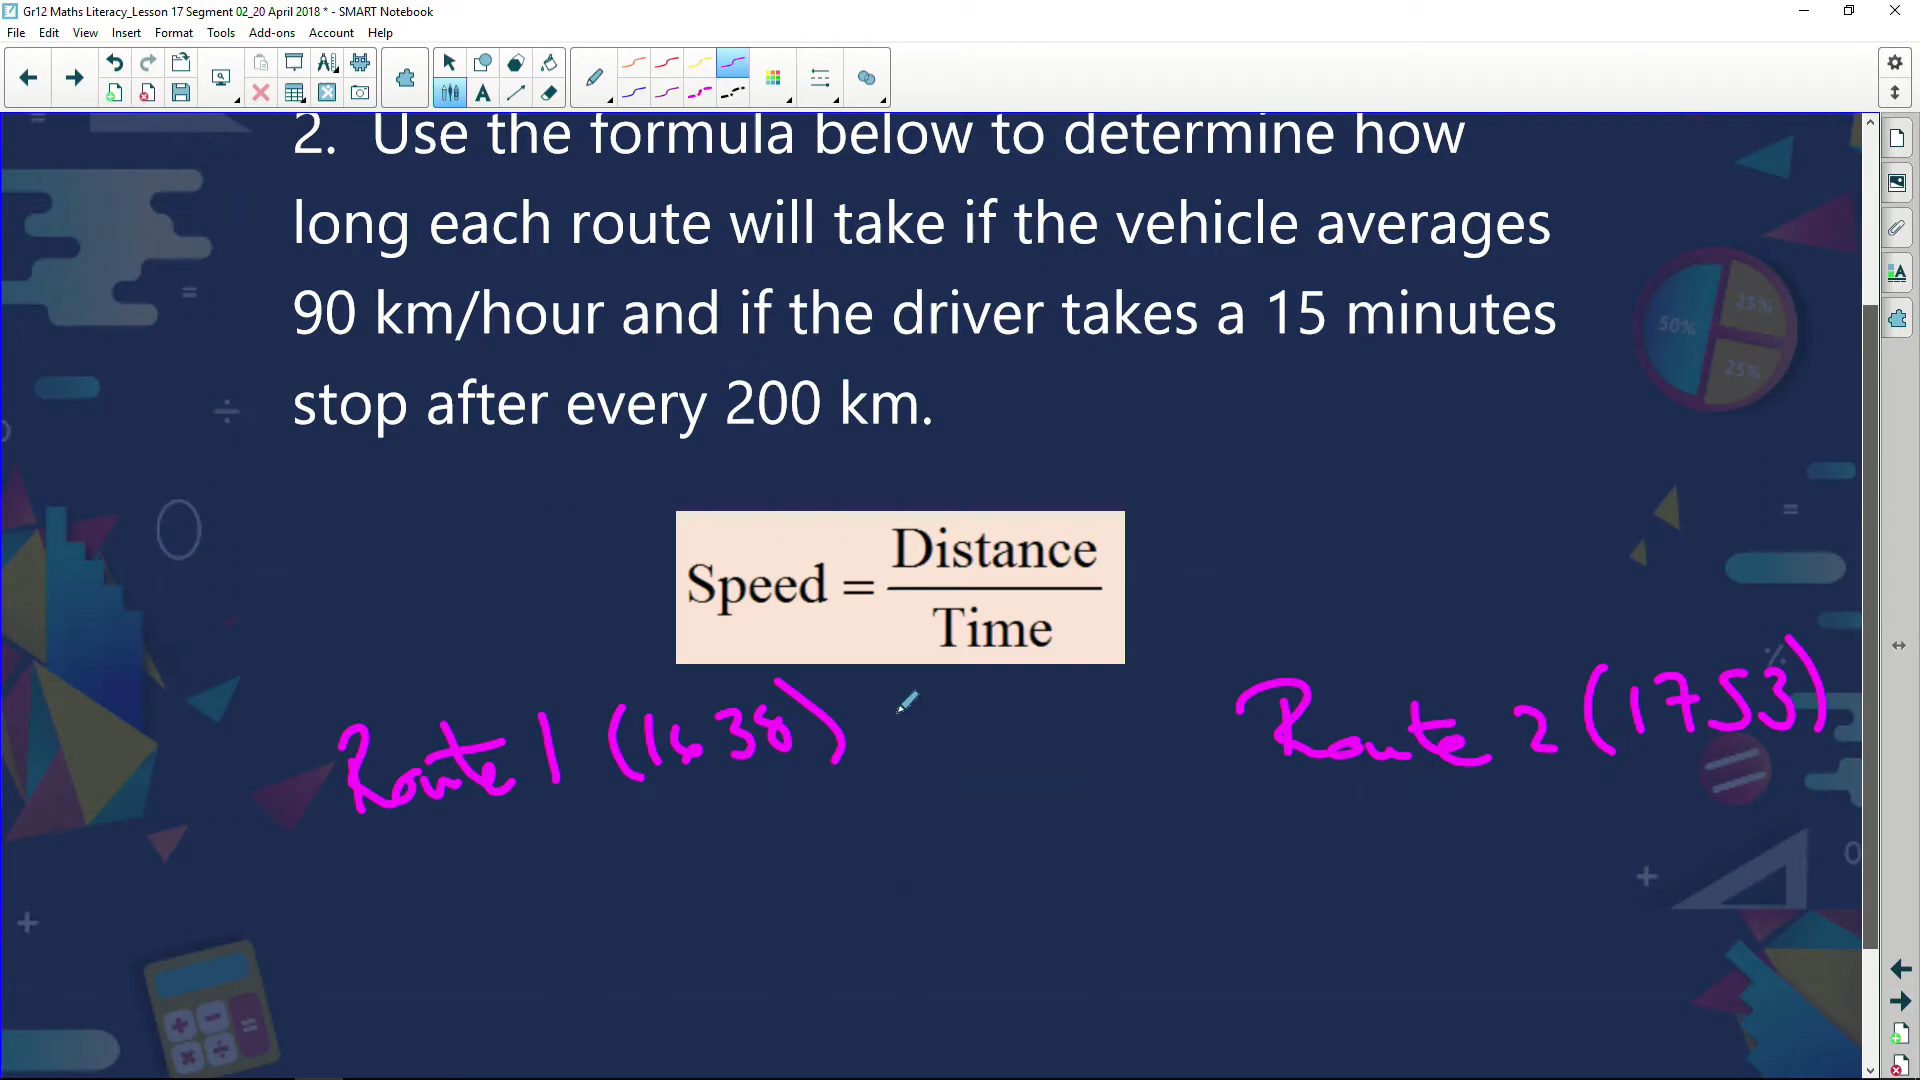 Gr12 Maths Literacy_Lesson 17 Segment 02_20 April 2018 * - SMART Notebook
File Edit View Insert Format Tools Add-ons Account Help
2. Use the formula below to determine how
long each route will take if the vehicle averages
90 km/hour and if the driver takes a 15 minutes
stop after every 200 km.
50% 25%
25%
Speed = Distance
Time
Route 1 (1638)
Route 2 (1753)